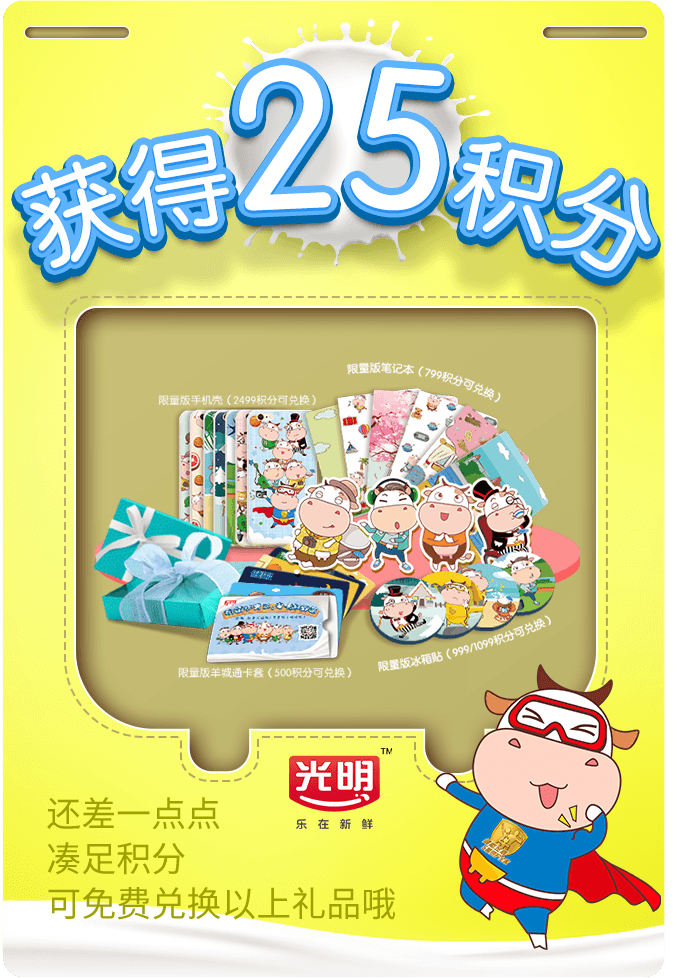 获得25积分
限量版笔记本（799积分可兑换）
限量版手机壳（2499积分可兑换）
限量版冰箱贴（999/1099积分可兑换）
限量版羊城通卡套（500积分可兑换）
光明
TM
乐在新鲜
还差一点点
凑足积分
可免费兑换以上礼品哦